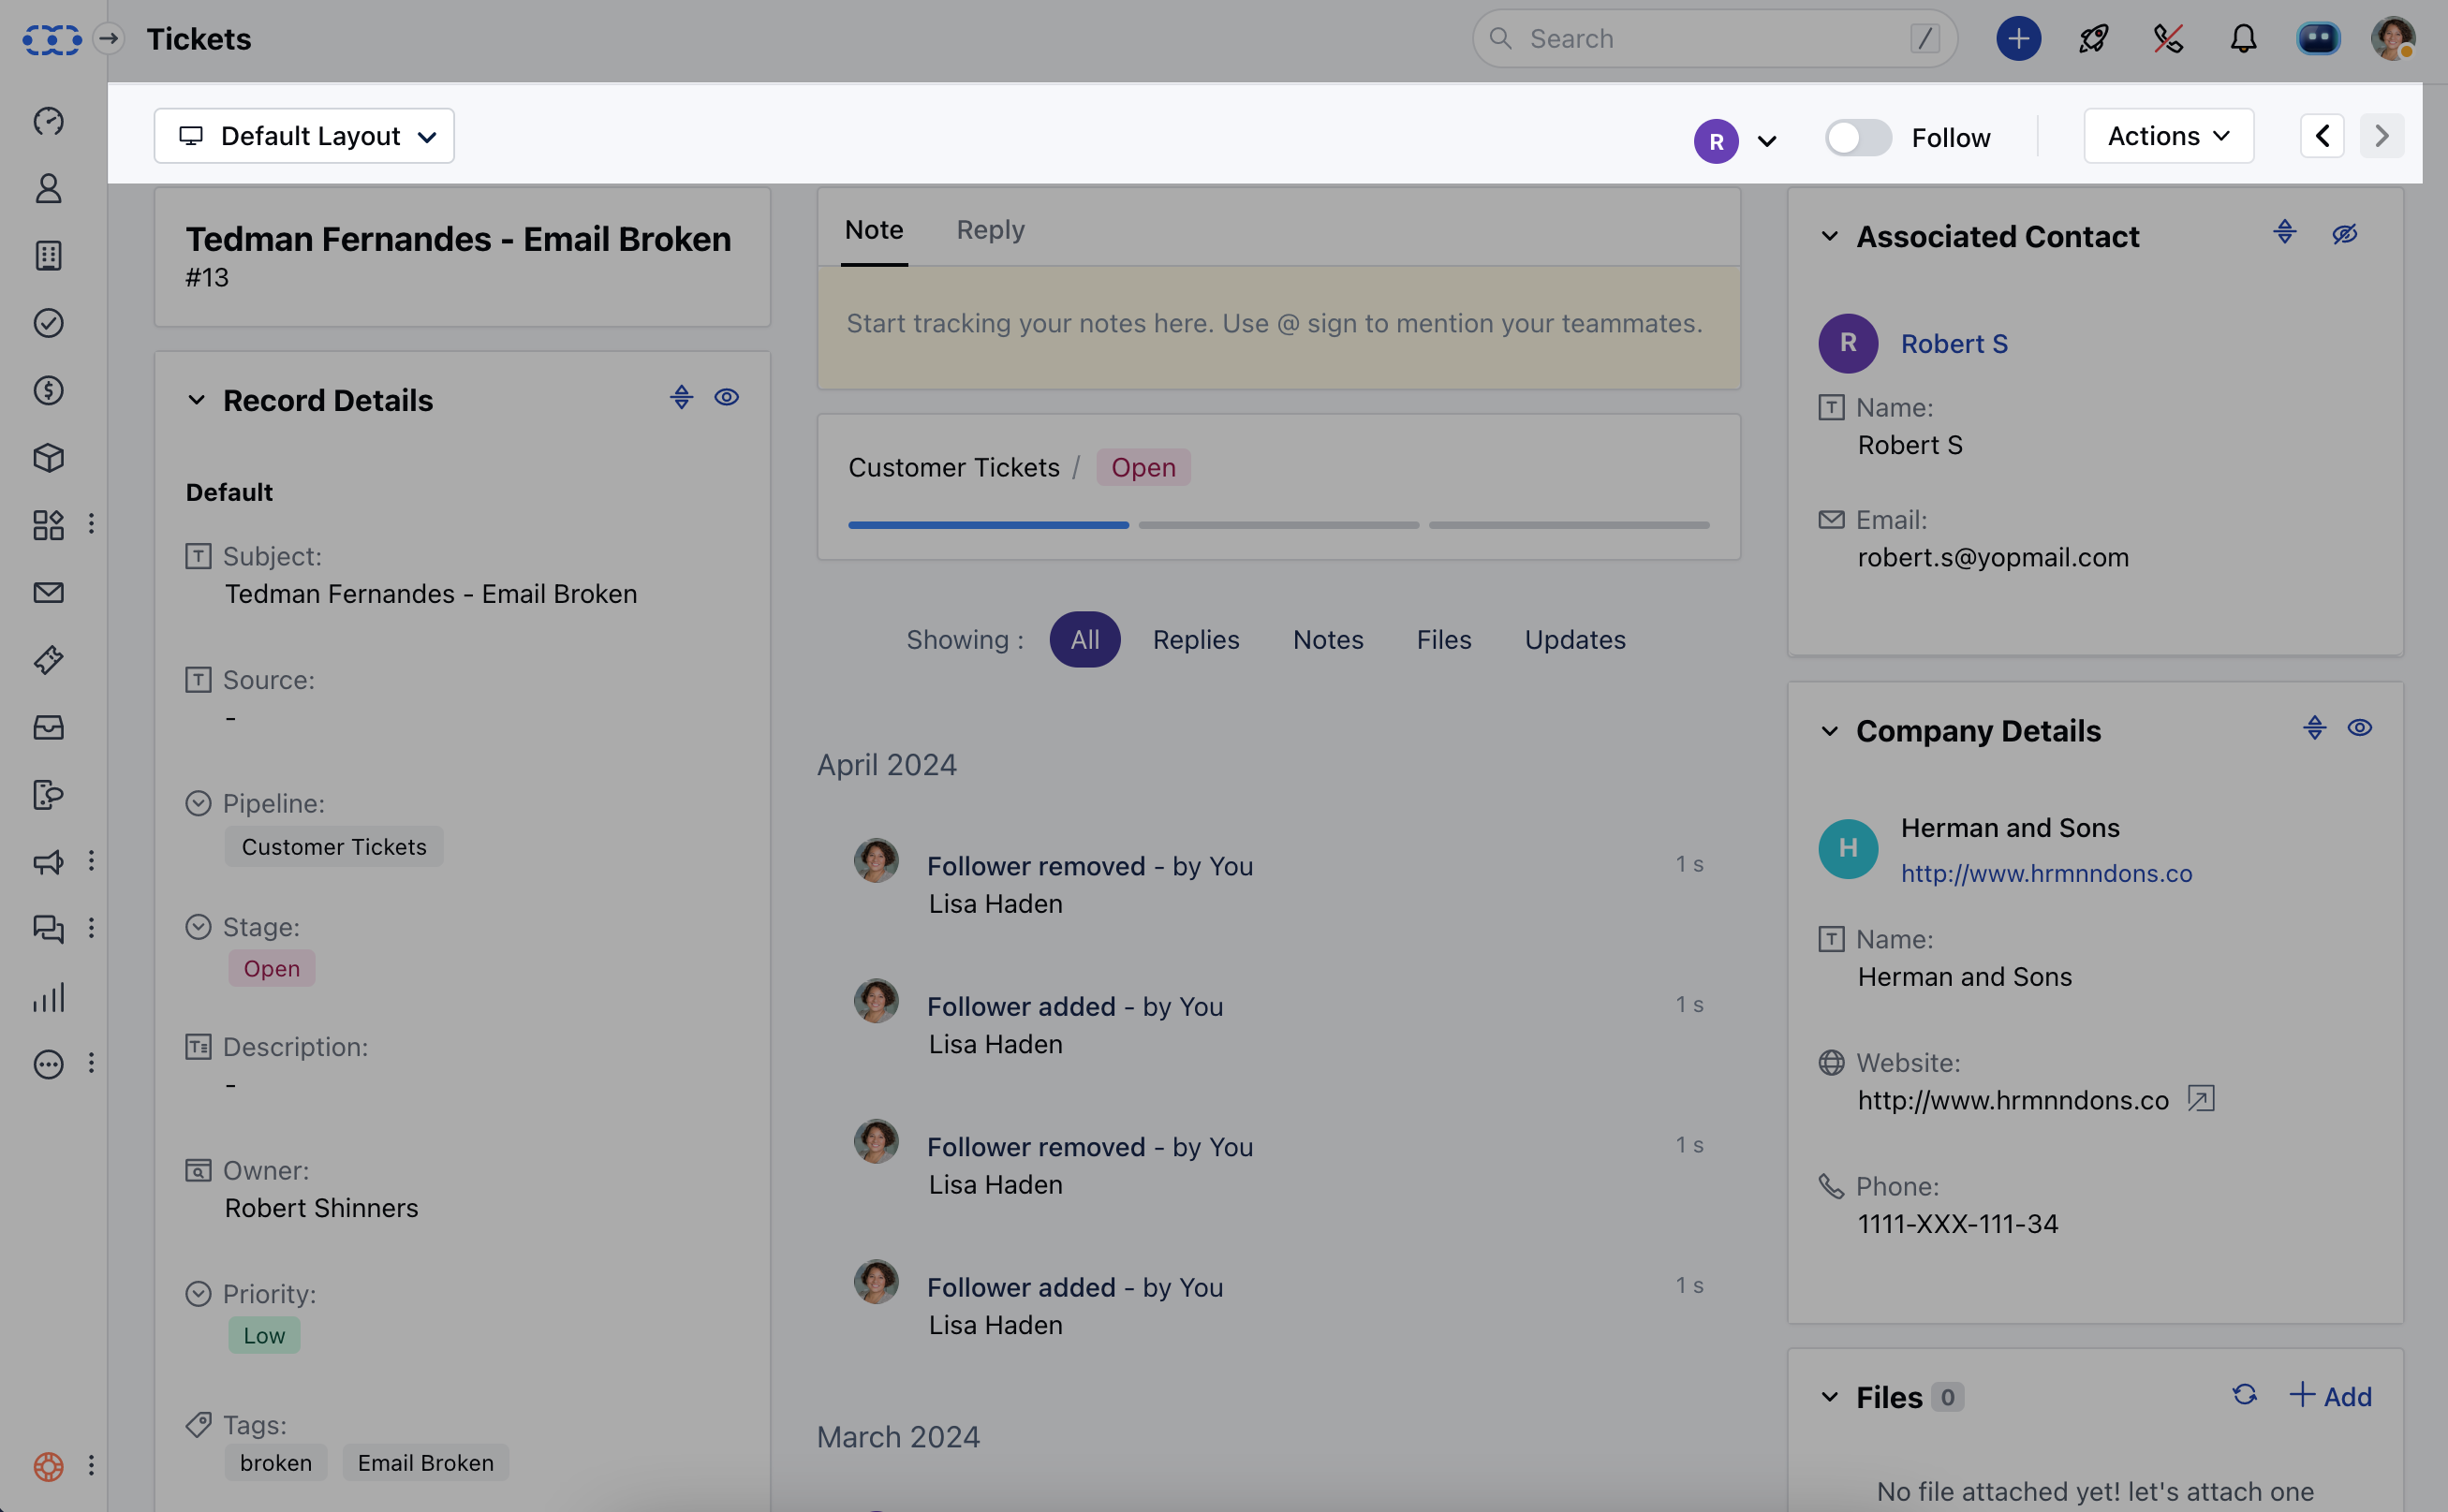 Tickets
Search
/
Default Layout
R
Follow
Actions
Tedman Fernandes - Email Broken
#13
Record Details
Default
Subject:
Tedman Fernandes - Email Broken
Source:
-
Pipeline:
Customer Tickets
Stage:
Open
Description:
-
Owner:
Robert Shinners
Priority:
Low
Tags:
broken
Email Broken
Note
Reply
Start tracking your notes here. Use @ sign to mention your teammates.
Customer Tickets / Open
Showing :
All
Replies
Notes
Files
Updates
April 2024
Follower removed - by You
1 s
Lisa Haden
Follower added - by You
1 s
Lisa Haden
Follower removed - by You
1 s
Lisa Haden
Follower added - by You
1 s
Lisa Haden
March 2024
Associated Contact
R
Robert S
Name:
Robert S
Email:
robert.s@yopmail.com
Company Details
H
Herman and Sons
http://www.hrmnndons.co
Name:
Herman and Sons
Website:
http://www.hrmnndons.co
Phone:
1111-XXX-111-34
Files 0
Add
No file attached yet! let's attach one